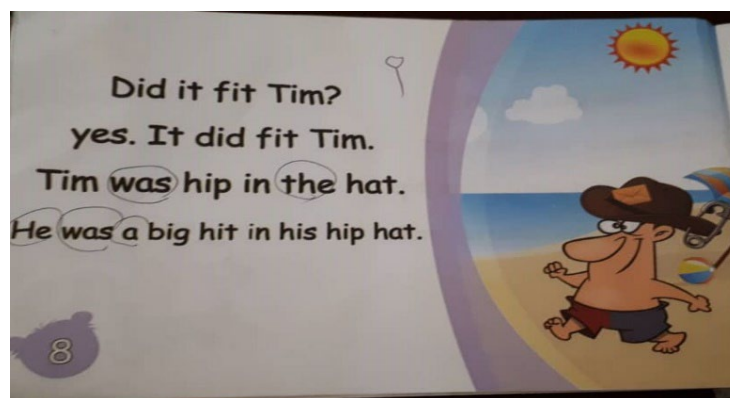 Did it fit Tim?
yes. It did fit Tim.
Tim was hip in the hat.
He was a big hit in his hip hat.
8